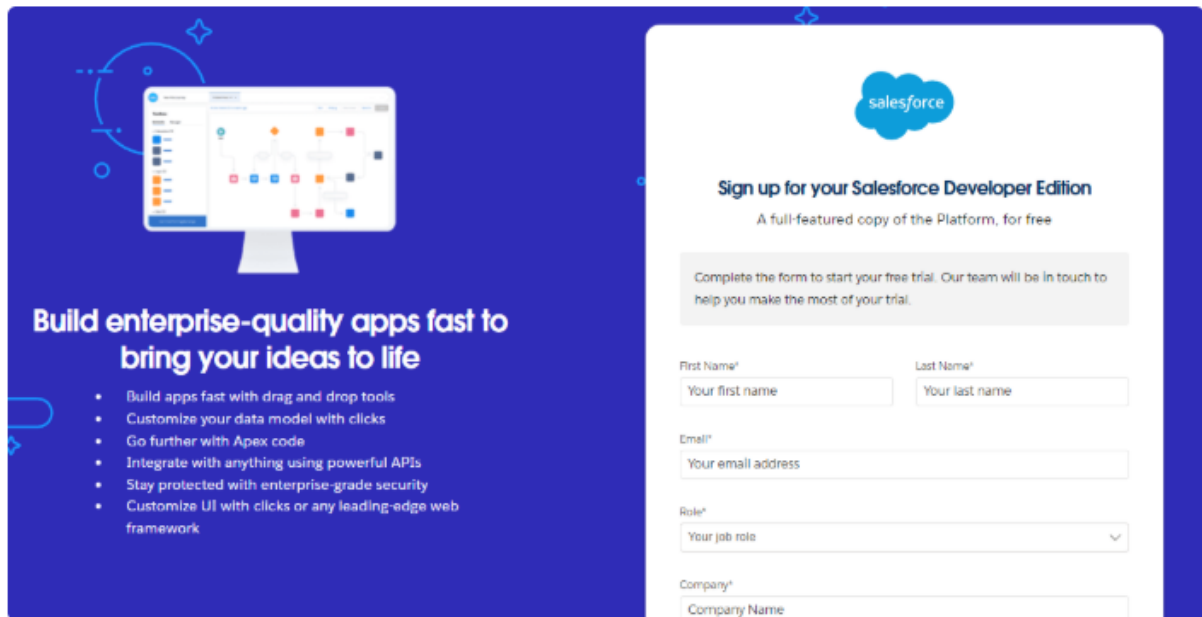 Build enterprise-quality apps fast to
bring your ideas to life
• Build apps fast with drag and drop tools
• Customize your data model with clicks
• Go further with Apex code
• Integrate with anything using powerful APIs
• Stay protected with enterprise-grade security
• Customize UI with clicks or any leading-edge web
framework
salesforce
Sign up for your Salesforce Developer Edition
A full-featured copy of the Platform, for free
Complete the form to start your free trial. Our team will be in touch to
help you make the most of your trial.
First Name* Last Name*
Your first name Your last name
Email*
Your email address
Role*
Your job role
Company*
Company Name